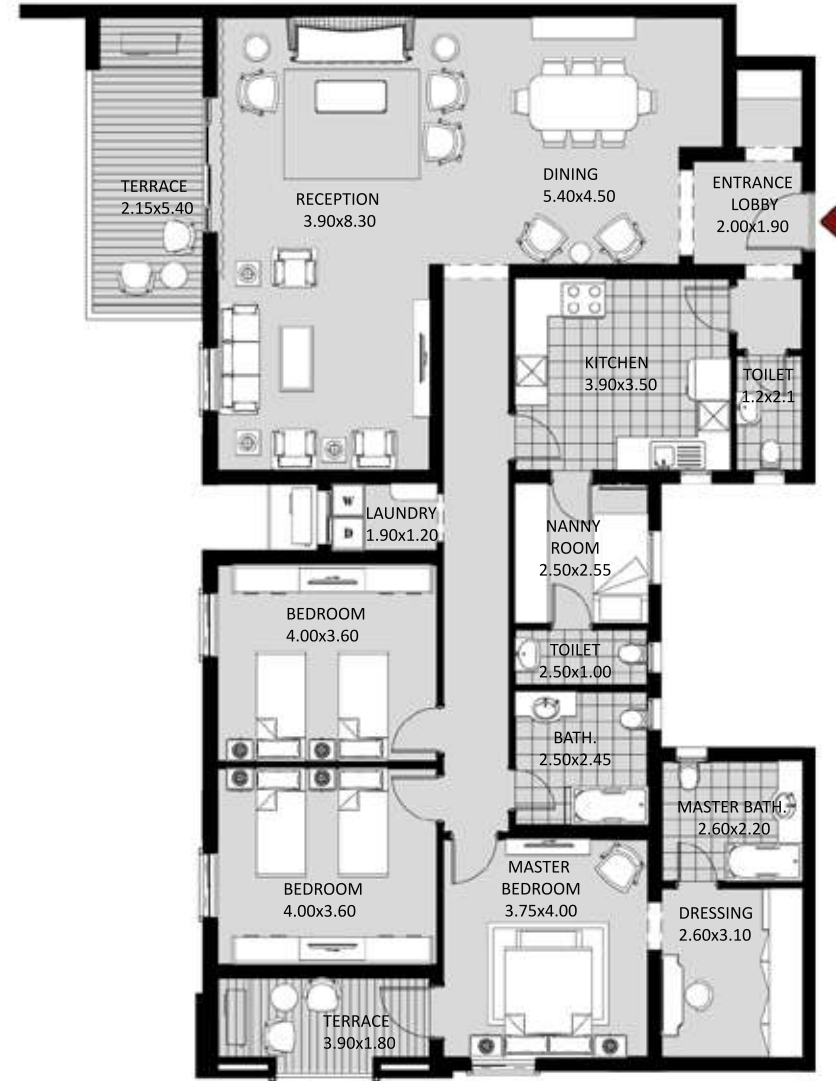 TERRACE
2.15x5.40
RECEPTION
3.90x8.30
DINING
5.40x4.50
ENTRANCE
LOBBY
2.00x1.90
KITCHEN
3.90x3.50
TOILET
1.2x2.1
W
D
LAUNDRY
1.90x1.20
NANNY
ROOM
2.50x2.55
BEDROOM
4.00x3.60
TOILET
2.50x1.00
BATH.
2.50x2.45
MASTER BATH.
2.60x2.20
BEDROOM
4.00x3.60
MASTER
BEDROOM
3.75x4.00
DRESSING
2.60x3.10
TERRACE
3.90x1.80